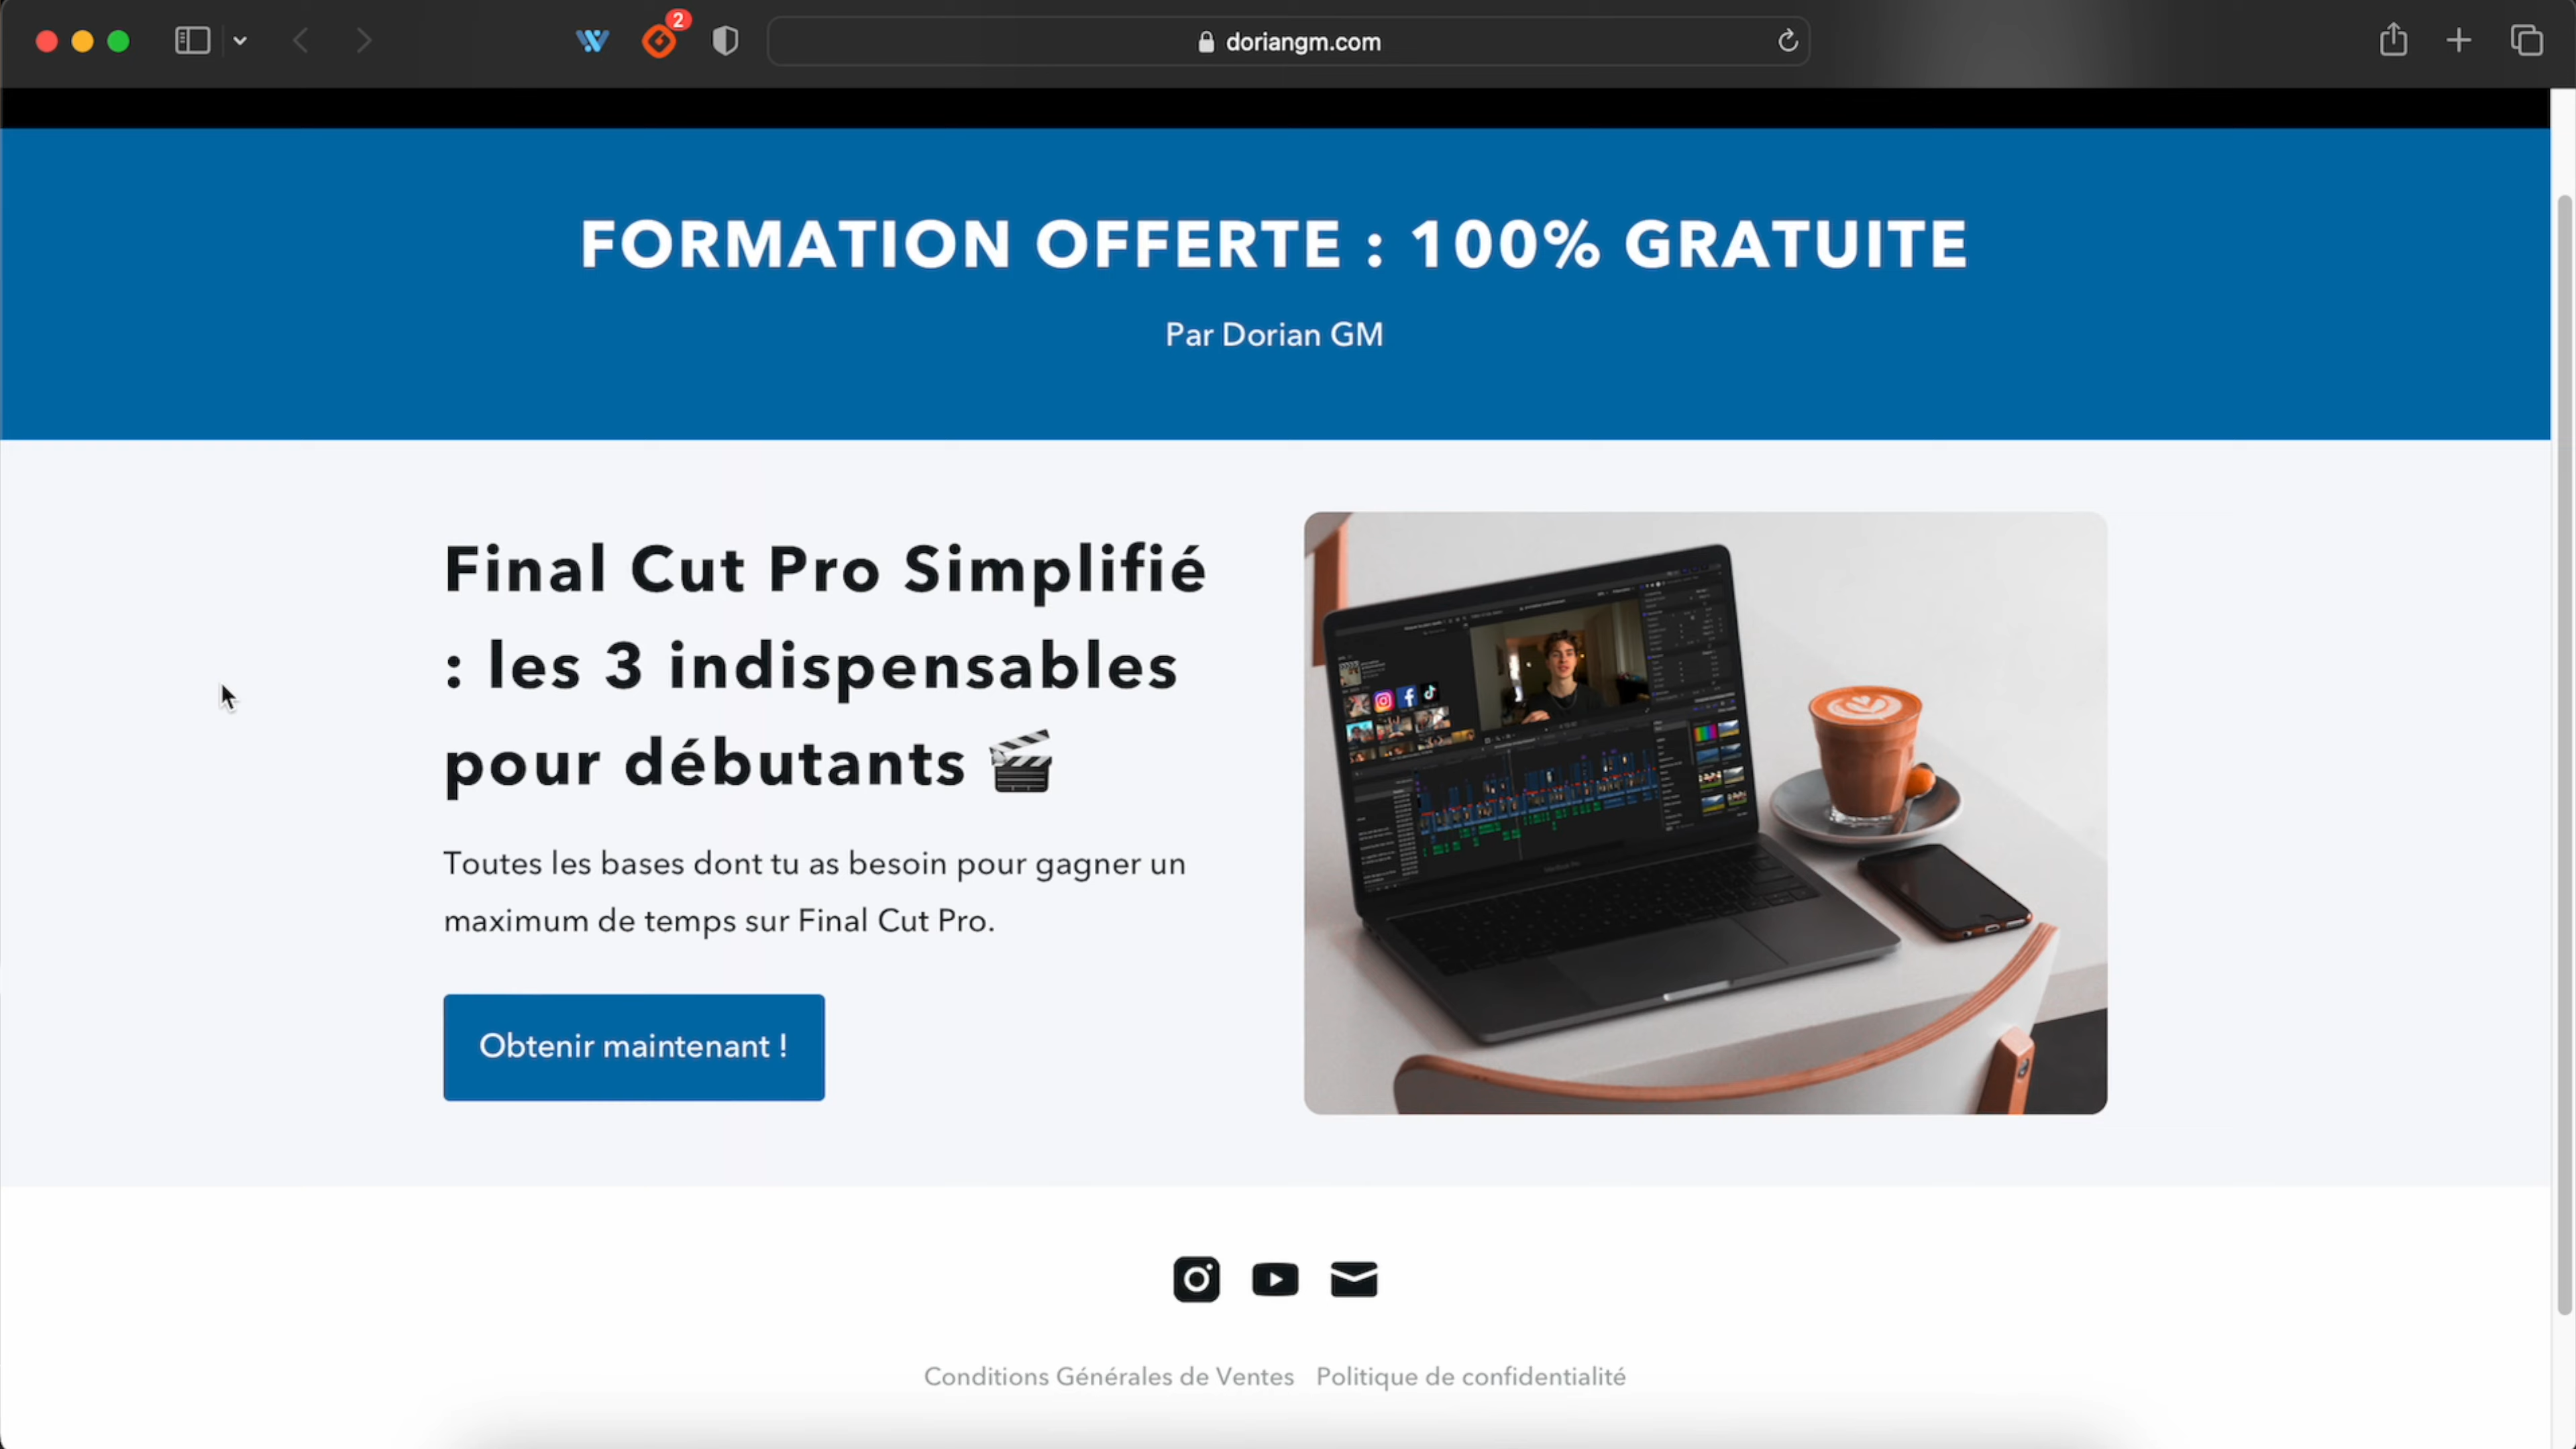 2
doriangm.com
FORMATION OFFERTE : 100% GRATUITE
Par Dorian GM
Final Cut Pro Simplifié
: les 3 indispensables
pour débutants
Toutes les bases dont tu as besoin pour gagner un
maximum de temps sur Final Cut Pro.
Obtenir maintenant !
Conditions Générales de Ventes Politique de confidentialité